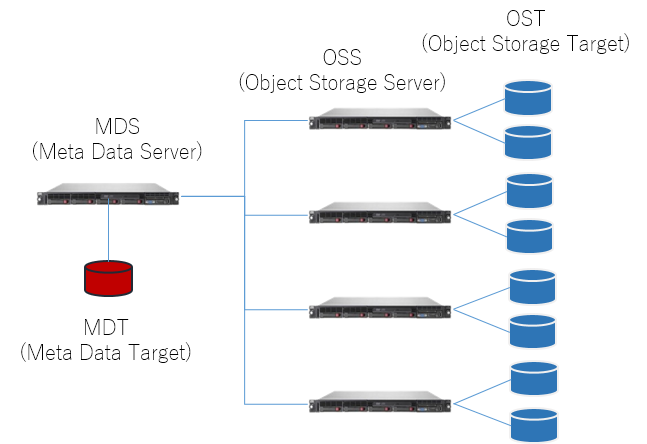 OST
(Object Storage Target)
OSS
(Object Storage Server)
MDS
(Meta Data Server)
MDT
(Meta Data Target)